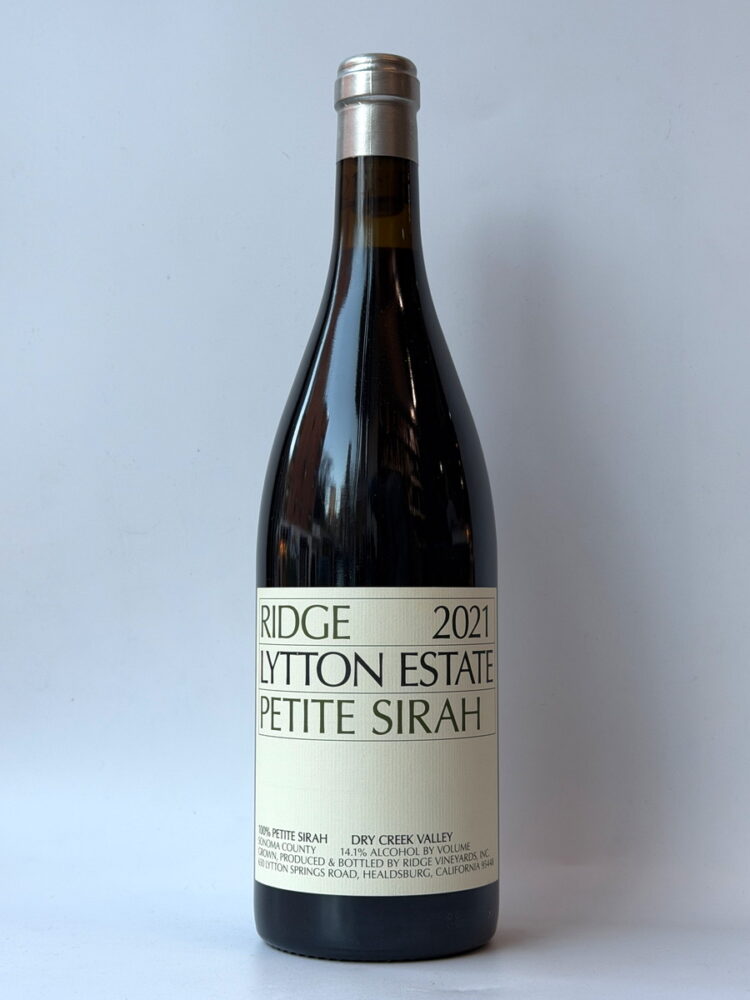 RIDGE 2021
LYTTON ESTATE
PETITE SIRAH
100% PETITE SIRAH DRY CREEK VALLEY
SONOMA COUNTY 14.1% ALCOHOL BY VOLUME
GROWN, PRODUCED & BOTTLED BY RIDGE VINEYARDS, INC.
650 LYTTON SPRINGS ROAD, HEALDSBURG, CALIFORNIA 95448